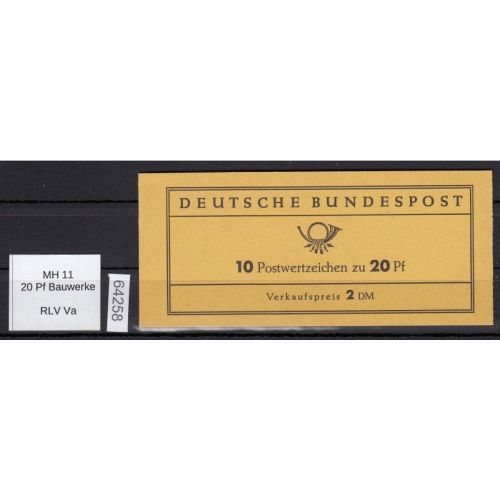 DEUTSCHE BUNDESPOST
10 Postwertzeichen zu 20 Pf
Verkaufspreis 2 DM
MH 11
20 Pf Bauwerke
RLV Va
64258